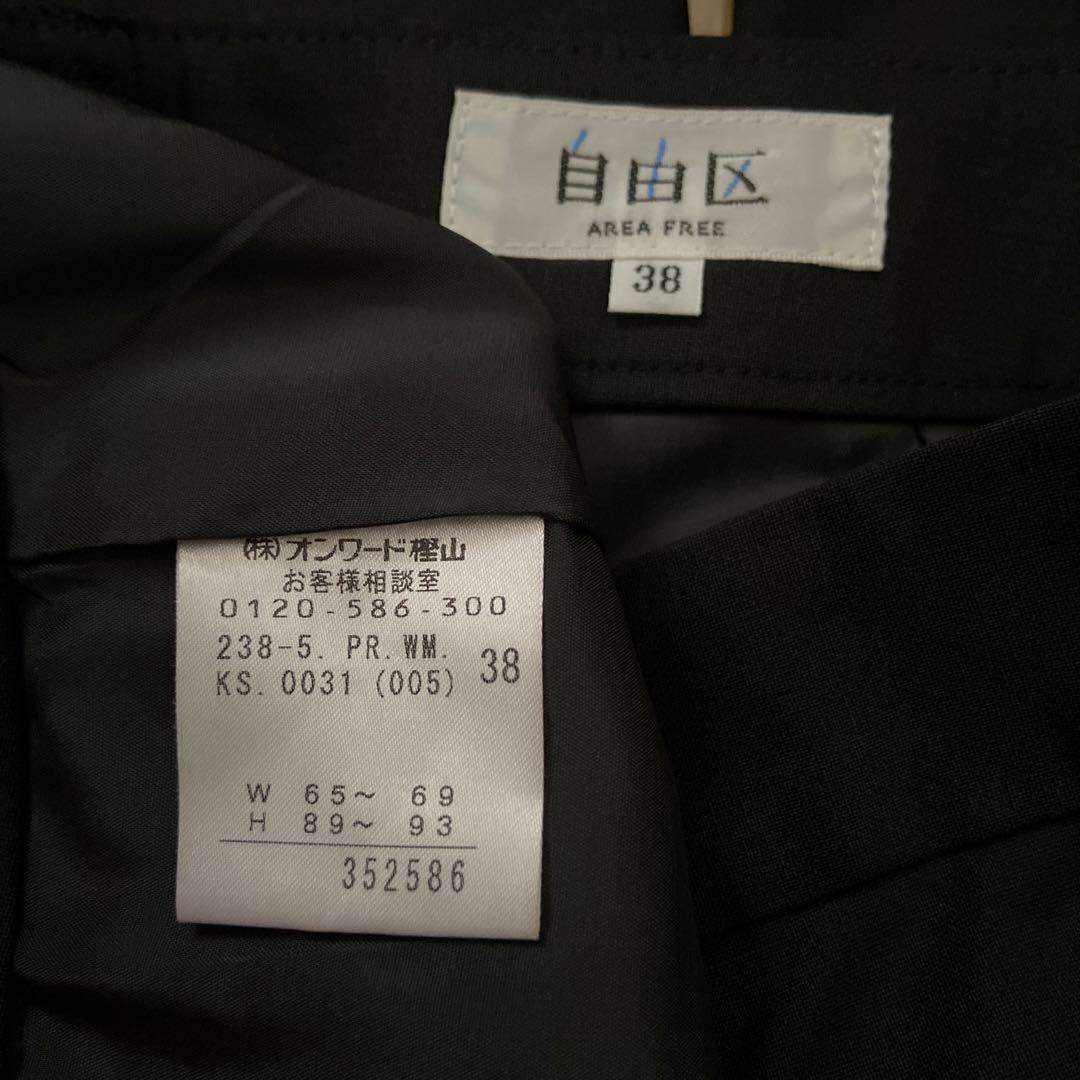 自由区
AREA FREE
38
(株)オンワード樫山
お客様相談室
0120-586-300
238-5. PR. WM.
KS. 0031 (005) 38
W 65〜 69
H 89〜 93
352586